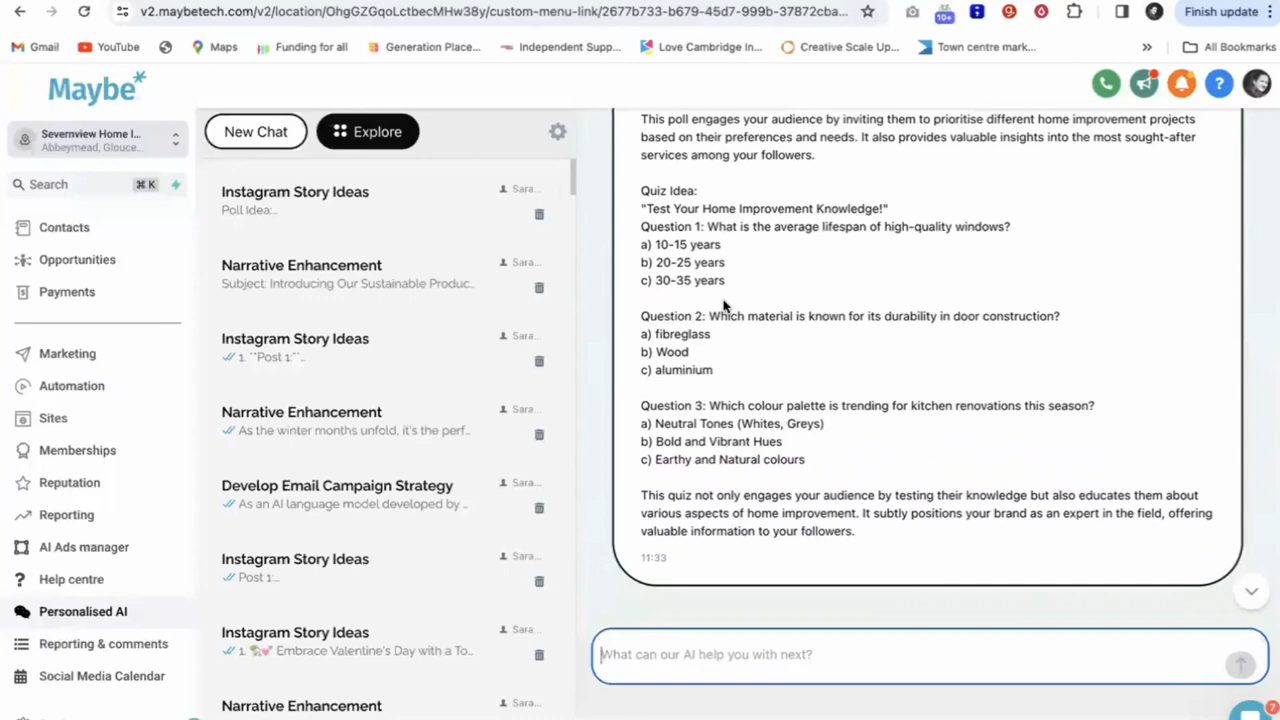 v2.maybetech.com/v2/location/OhgGZGqoLctbecMHw38y/custom-menu-link/2677b733-b679-45d7-999b-37872cba...
10+
Finish update
Gmail
YouTube
Maps
Funding for all
Generation Place...
Independent Supp...
Love Cambridge In...
Creative Scale Up...
Town centre mark...
»
All Bookmarks
Maybe*
Severnview Home I...
Abbeymead, Glouce...
Search
⌘ K
Contacts
Opportunities
Payments
Marketing
Automation
Sites
Memberships
Reputation
Reporting
AI Ads manager
Help centre
Personalised AI
Reporting & comments
Social Media Calendar
New Chat
Explore
Instagram Story Ideas
Sara...
Poll Idea:...
Narrative Enhancement
Sara...
Subject: Introducing Our Sustainable Produc...
Instagram Story Ideas
Sara...
1. **Post 1:**...
Narrative Enhancement
Sara...
As the winter months unfold, it's the perf...
Develop Email Campaign Strategy
Sara...
As an AI language model developed by ...
Instagram Story Ideas
Sara...
Post 1:...
Instagram Story Ideas
Sara...
1. 🏡💕 Embrace Valentine's Day with a To...
Narrative Enhancement
Sara...
This poll engages your audience by inviting them to prioritise different home improvement projects
based on their preferences and needs. It also provides valuable insights into the most sought-after
services among your followers.
Quiz Idea:
"Test Your Home Improvement Knowledge!"
Question 1: What is the average lifespan of high-quality windows?
a) 10-15 years
b) 20-25 years
c) 30-35 years
Question 2: Which material is known for its durability in door construction?
a) fibreglass
b) Wood
c) aluminium
Question 3: Which colour palette is trending for kitchen renovations this season?
a) Neutral Tones (Whites, Greys)
b) Bold and Vibrant Hues
c) Earthy and Natural colours
This quiz not only engages your audience by testing their knowledge but also educates them about
various aspects of home improvement. It subtly positions your brand as an expert in the field, offering
valuable information to your followers.
11:33
What can our AI help you with next?
7